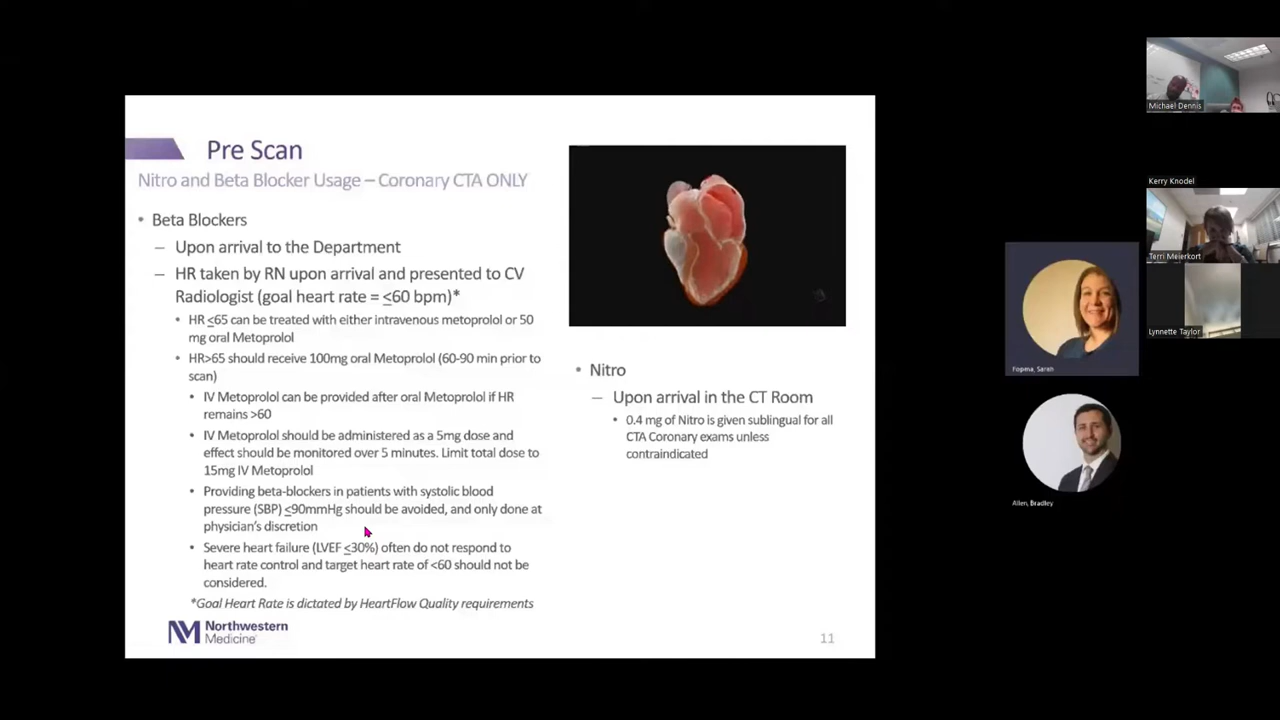 Pre Scan
Nitro and Beta Blocker Usage – Coronary CTA ONLY
• Beta Blockers
– Upon arrival to the Department
– HR taken by RN upon arrival and presented to CV
Radiologist (goal heart rate = ≤60 bpm)*
• HR ≤65 can be treated with either intravenous metoprolol or 50
mg oral Metoprolol
• HR>65 should receive 100mg oral Metoprolol (60-90 min prior to
scan)
• IV Metoprolol can be provided after oral Metoprolol if HR
remains >60
• IV Metoprolol should be administered as a 5mg dose and
effect should be monitored over 5 minutes. Limit total dose to
15mg IV Metoprolol
• Providing beta-blockers in patients with systolic blood
pressure (SBP) ≤90mmHg should be avoided, and only done at
physician's discretion
• Severe heart failure (LVEF ≤30%) often do not respond to
heart rate control and target heart rate of <60 should not be
considered.
*Goal Heart Rate is dictated by HeartFlow Quality requirements
• Nitro
– Upon arrival in the CT Room
• 0.4 mg of Nitro is given sublingual for all
CTA Coronary exams unless
contraindicated
Northwestern
Medicine
11
Michael Dennis
Kerry Knodel
Terri Meierkort
Lynnette Taylor
Fopma, Sarah
Allen, Bradley